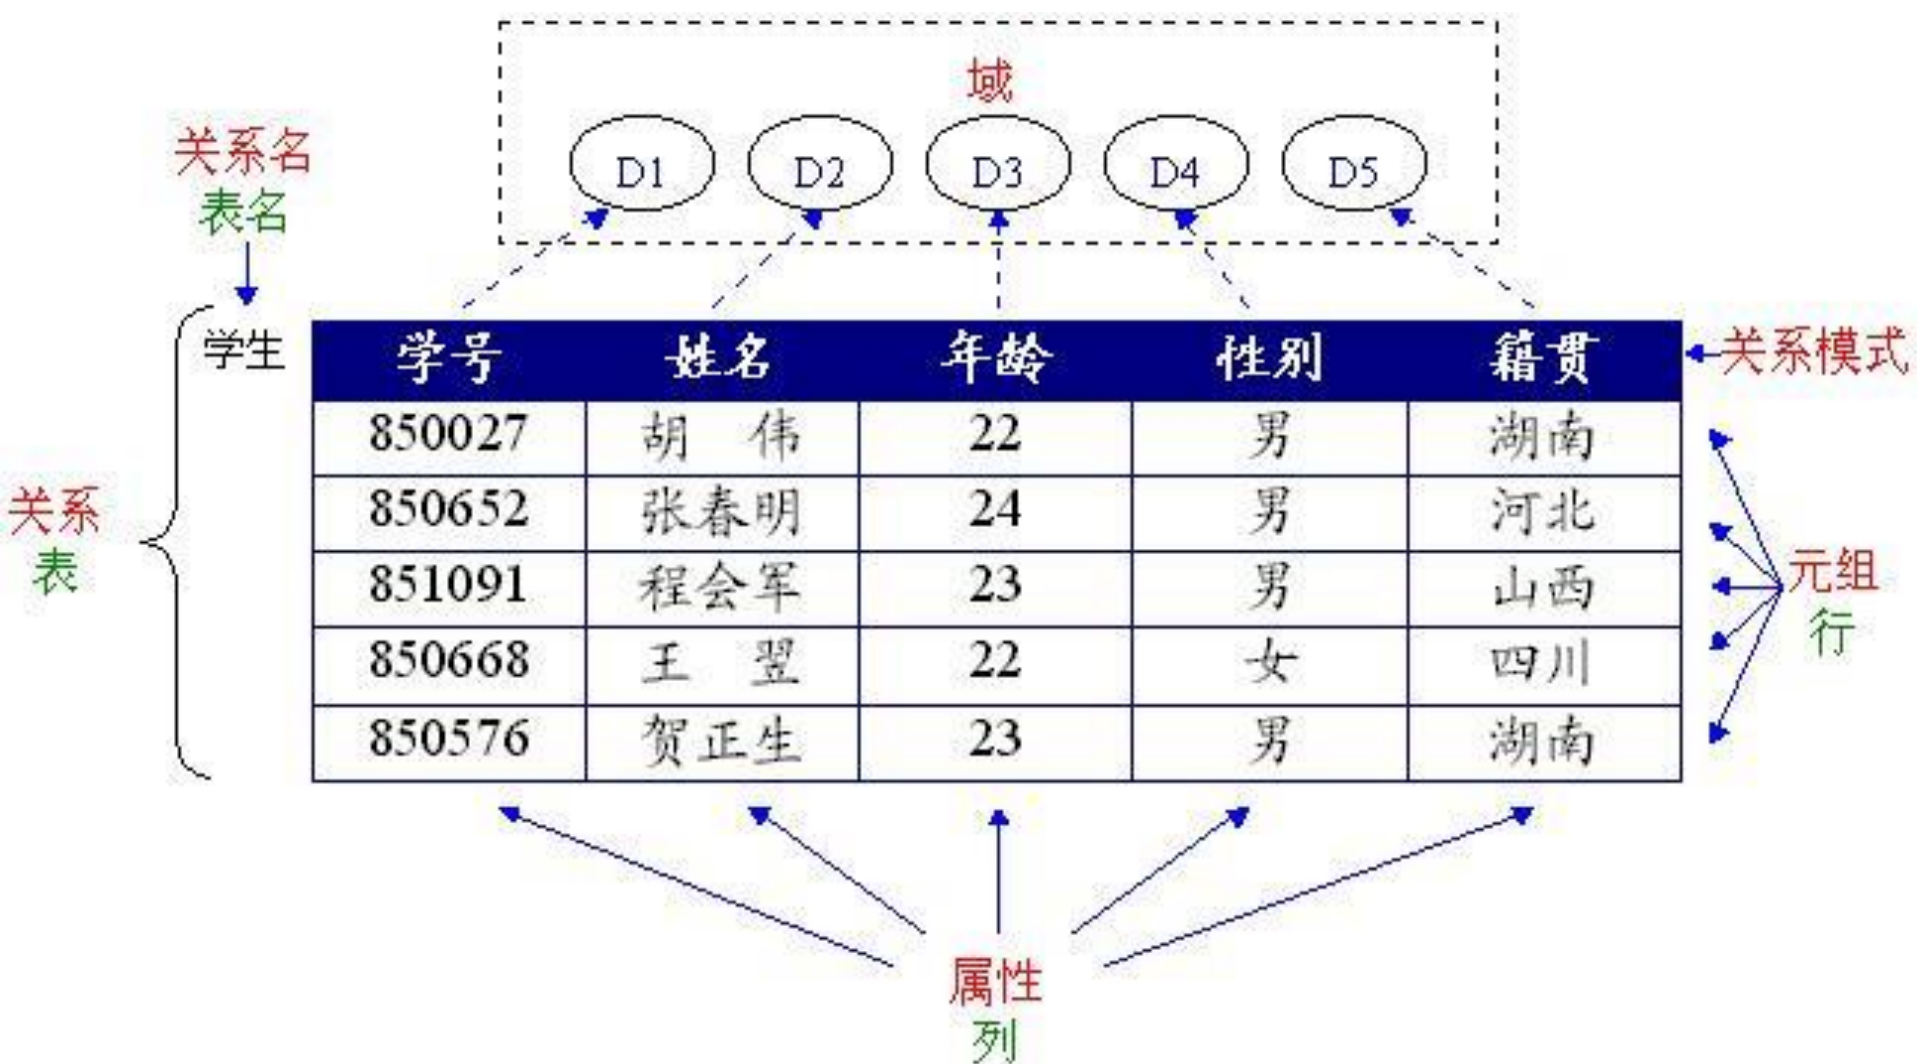 域
D1 D2 D3 D4 D5
关系名
表名
学生
学号 姓名 年龄 性别 籍贯
关系模式
850027 胡 伟 22 男 湖南
850652 张春明 24 男 河北
851091 程会军 23 男 山西
850668 王 翌 22 女 四川
850576 贺正生 23 男 湖南
关系
表
元组
行
属性
列